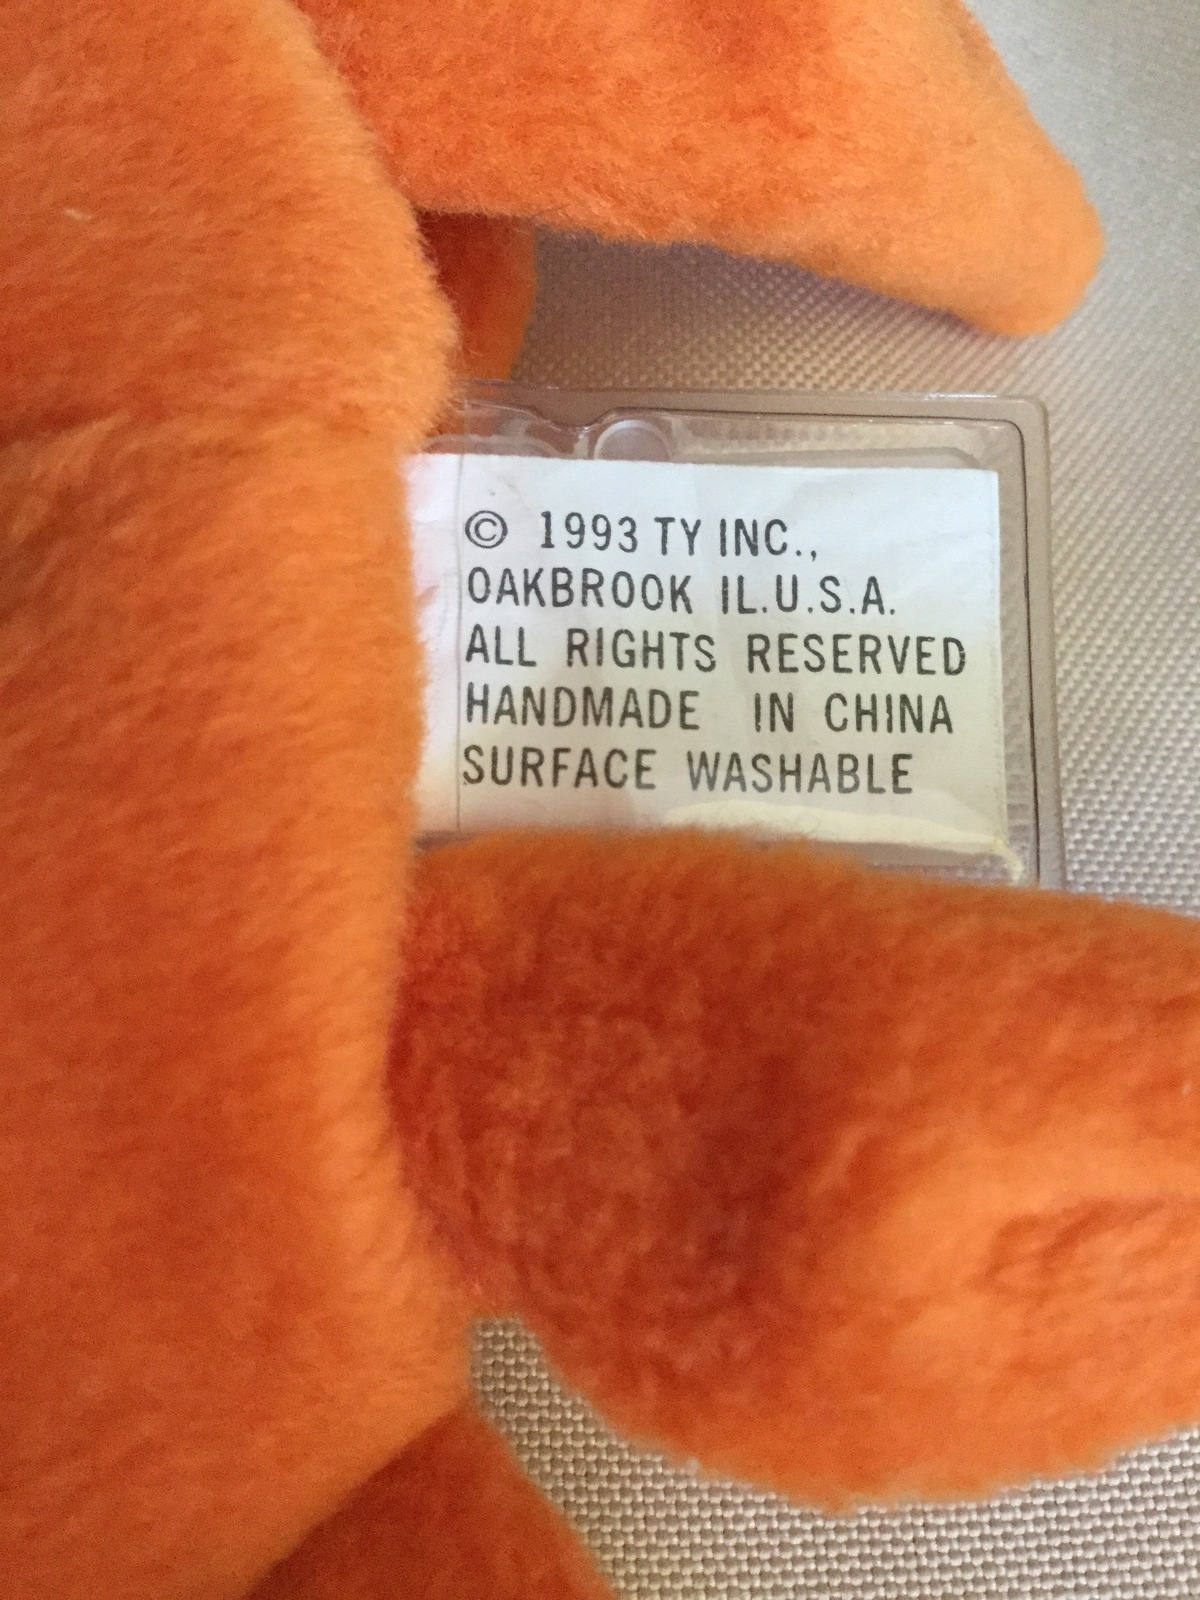 © 1993 TY INC.,
OAKBROOK IL.U.S.A.
ALL RIGHTS RESERVED
HANDMADE IN CHINA
SURFACE WASHABLE